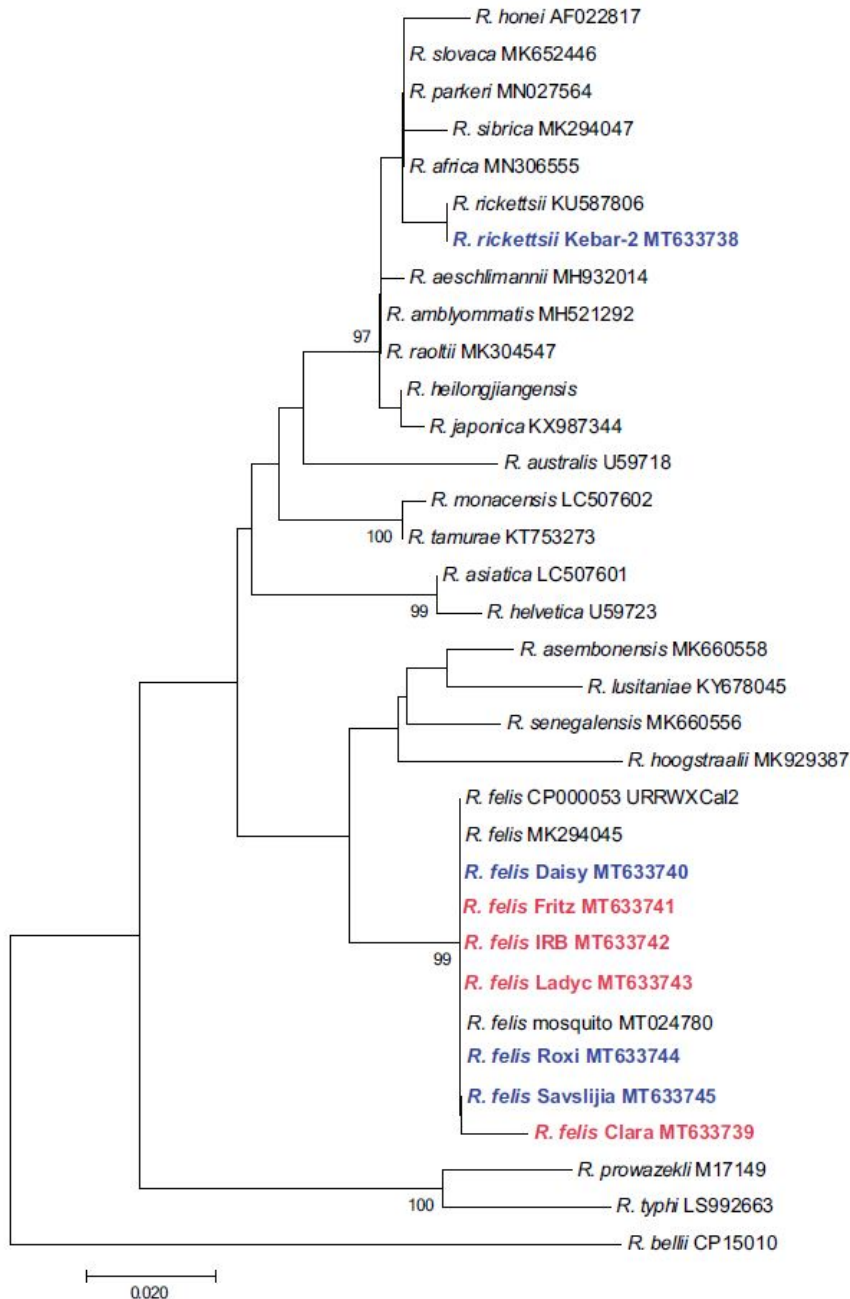 R. honei AF022817
R. slovaca MK652446
R. parkeri MN027564
R. sibrica MK294047
R. africa MN306555
R. rickettsii KU587806
R. rickettsii Kebar-2 MT633738
R. aeschlimannii MH932014
R. amblyommatis MH521292
97
R. raoltii MK304547
R. heilongjiangensis
R. japonica KX987344
R. australis U59718
R. monacensis LC507602
100 R. tamurae KT753273
R. asiatica LC507601
99 R. helvetica U59723
R. asembonensis MK660558
R. lusitaniae KY678045
R. senegalensis MK660556
R. hoogstraalii MK929387
R. felis CP000053 URRWXCal2
R. felis MK294045
R. felis Daisy MT633740
R. felis Fritz MT633741
R. felis IRB MT633742
99
R. felis Ladyc MT633743
R. felis mosquito MT024780
R. felis Roxi MT633744
R. felis Savslijia MT633745
R. felis Clara MT633739
R. prowazekli M17149
100 R. typhi LS992663
R. bellii CP15010
0.020